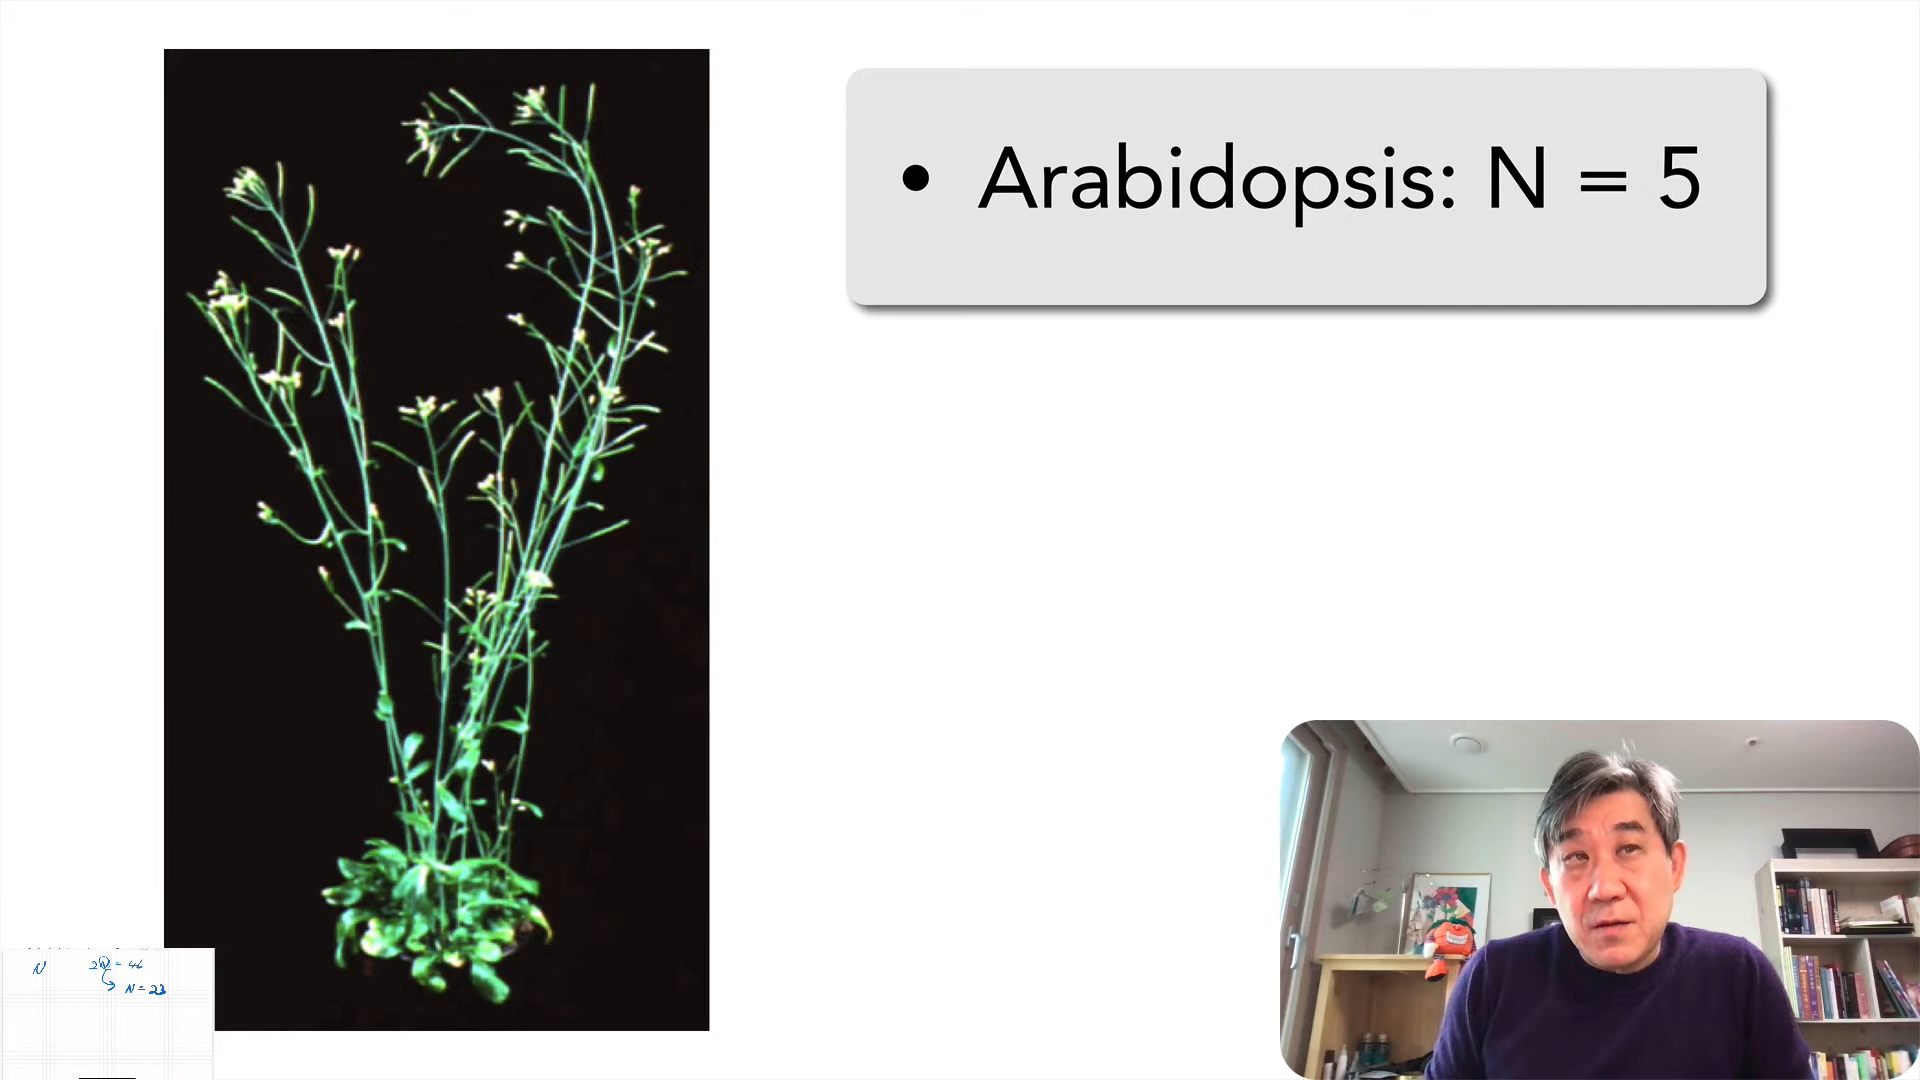 • Arabidopsis: N = 5
N 2N = 46
N = 23